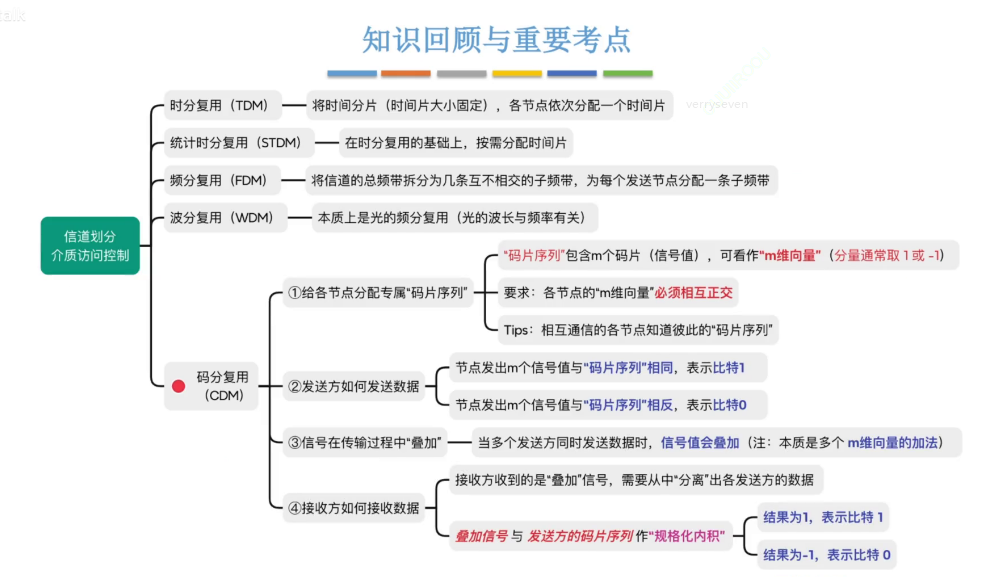 talk
知识回顾与重要考点
verryseven
时分复用（TDM）
将时间分片（时间片大小固定），各节点依次分配一个时间片
统计时分复用（STDM）
在时分复用的基础上，按需分配时间片
频分复用（FDM）
将信道的总频带拆分为几条互不相交的子频带，为每个发送节点分配一条子频带
波分复用（WDM）
本质上是光的频分复用（光的波长与频率有关）
信道划分
介质访问控制
码分复用
（CDM）
①给各节点分配专属“码片序列”
“码片序列”包含m个码片（信号值），可看作“m维向量”（分量通常取 1 或 -1）
要求：各节点的“m维向量”必须相互正交
Tips：相互通信的各节点知道彼此的“码片序列”
②发送方如何发送数据
节点发出m个信号值与“码片序列”相同，表示比特1
节点发出m个信号值与“码片序列”相反，表示比特0
③信号在传输过程中“叠加”
当多个发送方同时发送数据时，信号值会叠加（注：本质是多个 m维向量的加法）
④接收方如何接收数据
接收方收到的是“叠加”信号，需要从中“分离”出各发送方的数据
叠加信号 与 发送方的码片序列 作“规格化内积”
结果为1，表示比特 1
结果为-1，表示比特 0